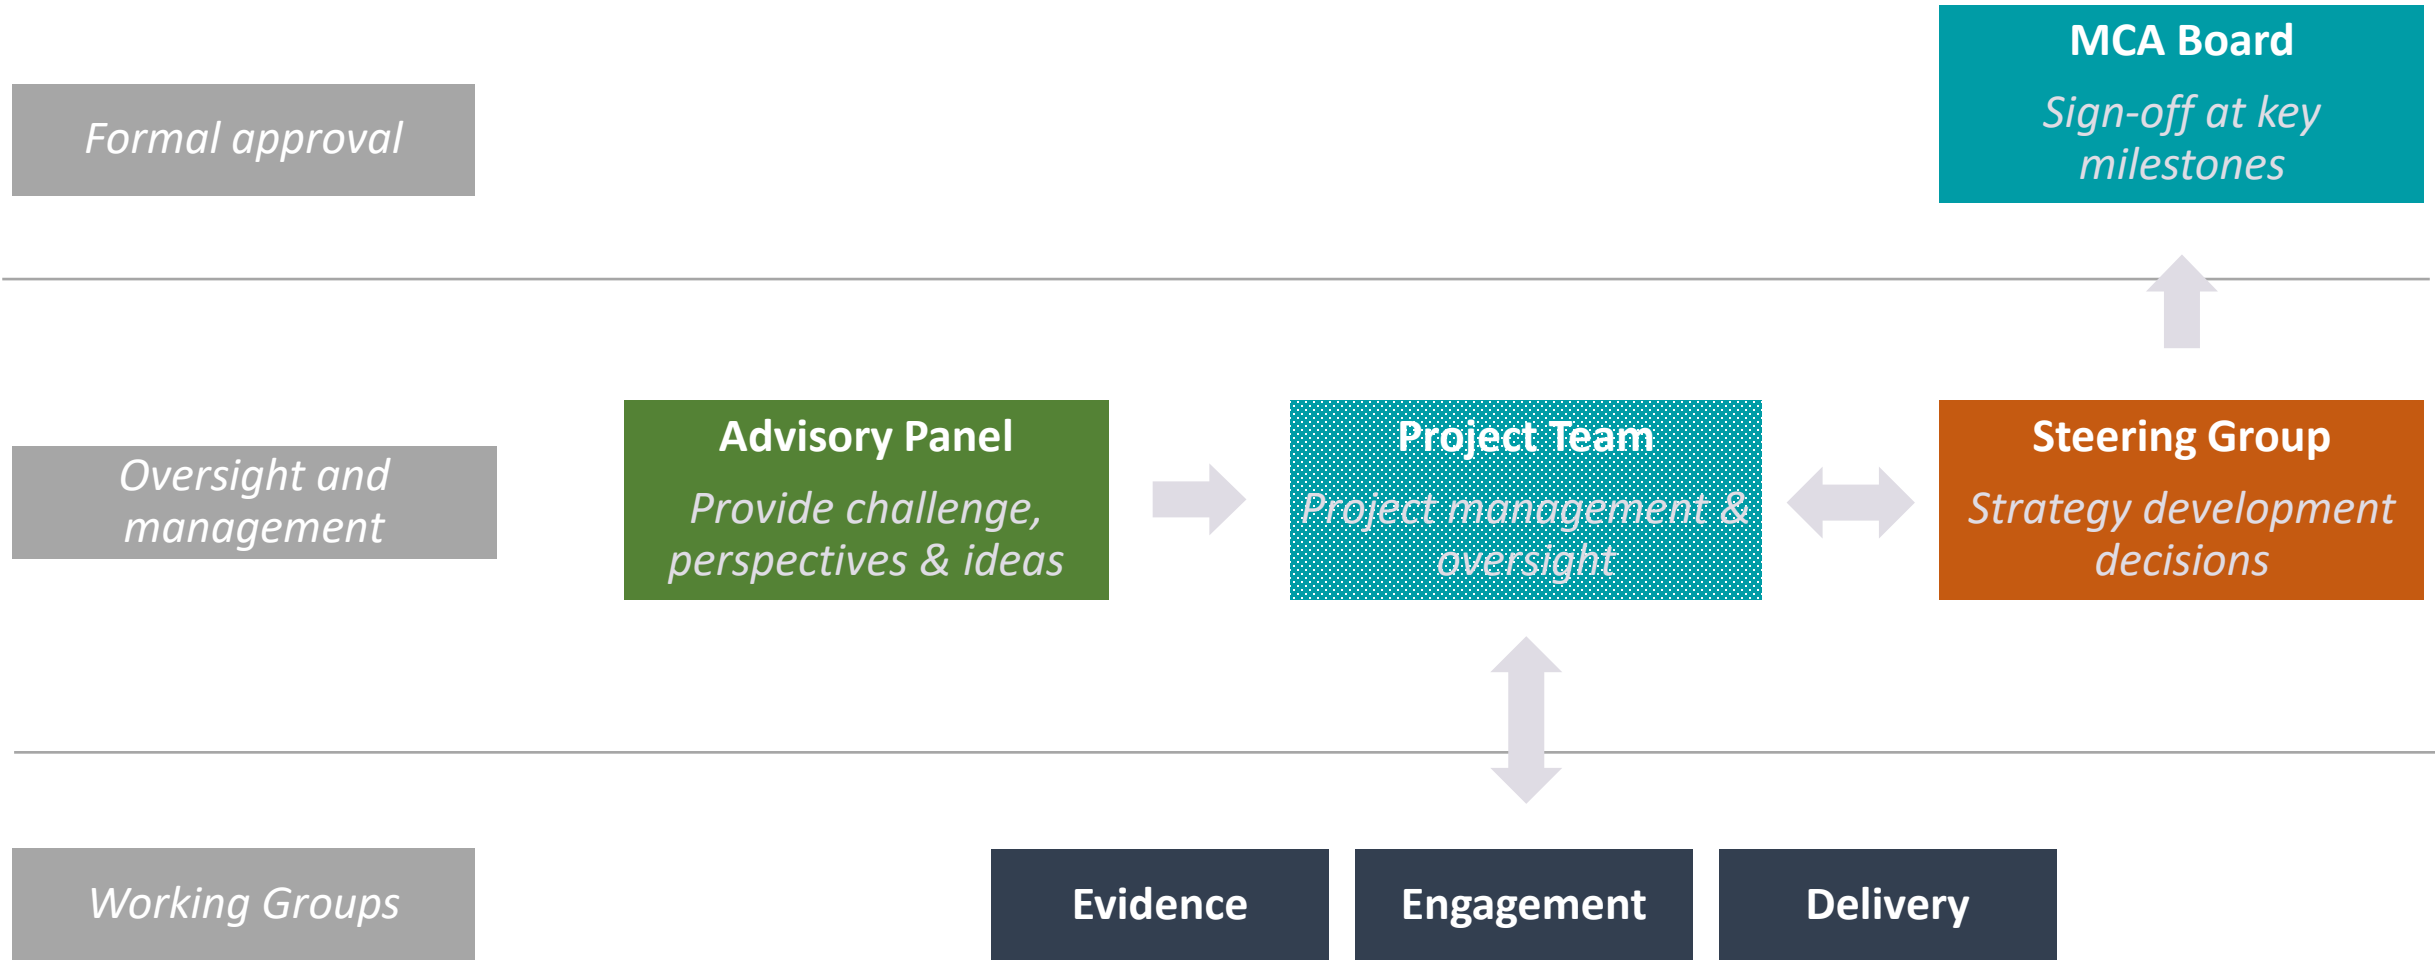 MCA Board
Sign-off at key
milestones
Formal approval
Oversight and
management
Advisory Panel
Provide challenge,
perspectives & ideas
Project Team
Project management &
oversight
Steering Group
Strategy development
decisions
Working Groups
Evidence
Engagement
Delivery